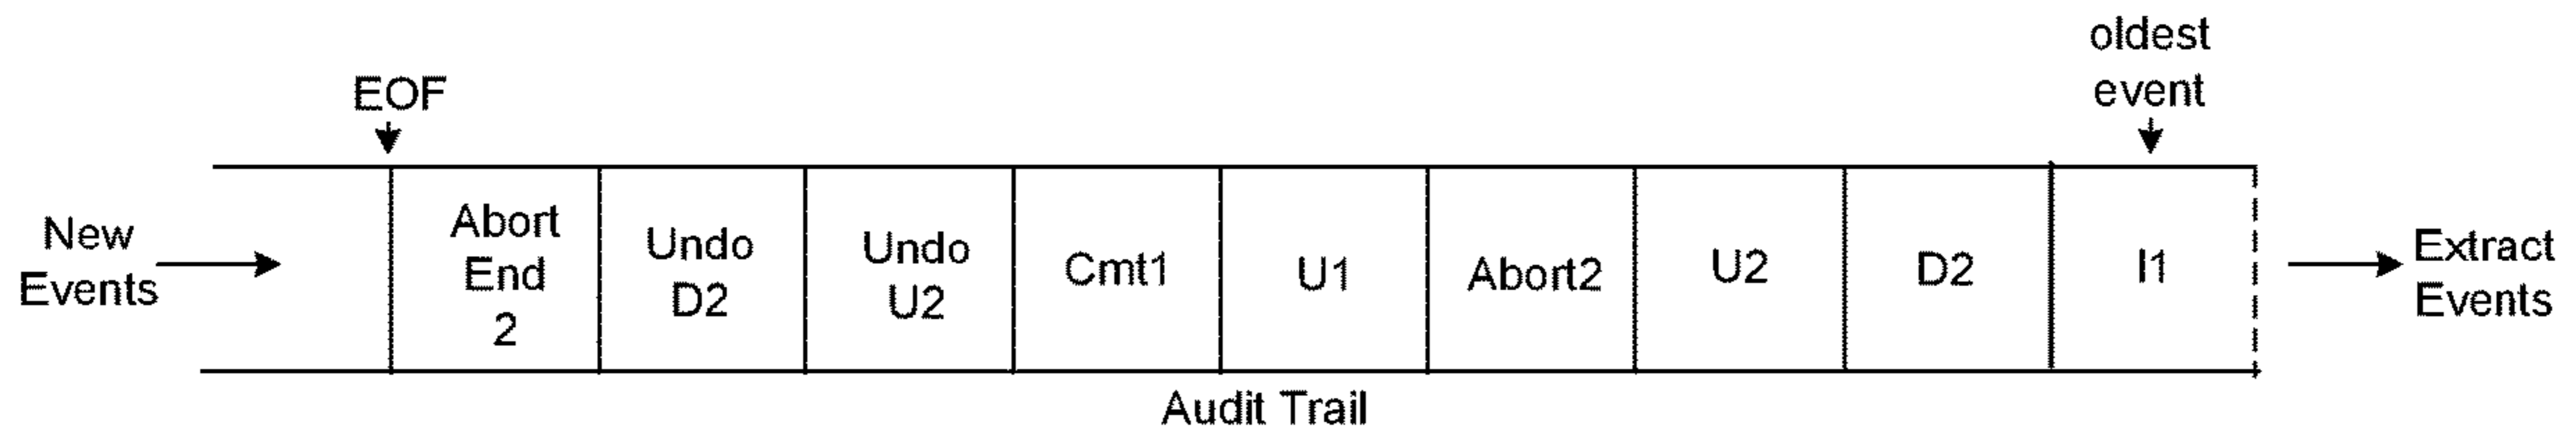 oldest
event
EOF
New
Events
Abort
End
2
Undo
D2
Undo
U2
Cmt1
U1
Abort2
U2
D2
I1
Extract
Events
Audit Trail